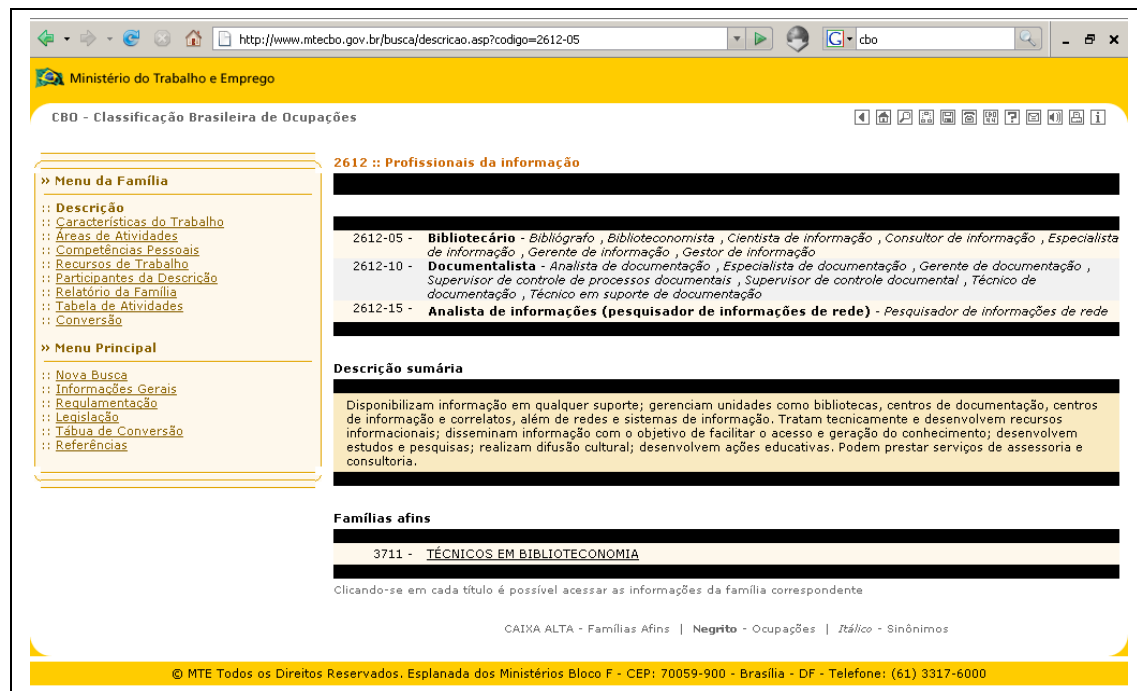 http://www.mtecbo.gov.br/busca/descricao.asp?codigo=2612-05
G
cbo
Ministério do Trabalho e Emprego
CBO - Classificação Brasileira de Ocupações
» Menu da Família
:: Descrição
:: Características do Trabalho
:: Áreas de Atividades
:: Competências Pessoais
:: Recursos de Trabalho
:: Participantes da Descrição
:: Relatório da Família
:: Tabela de Atividades
:: Conversão
» Menu Principal
:: Nova Busca
:: Informações Gerais
:: Regulamentação
:: Legislação
:: Tábua de Conversão
:: Referências
2612 :: Profissionais da informação
2612-05 - Bibliotecário - Bibliógrafo , Biblioteconomista , Cientista de informação , Consultor de informação , Especialista
de informação , Gerente de informação , Gestor de informação
2612-10 - Documentalista - Analista de documentação , Especialista de documentação , Gerente de documentação ,
Supervisor de controle de processos documentais , Supervisor de controle documental , Técnico de
documentação , Técnico em suporte de documentação
2612-15 - Analista de informações (pesquisador de informações de rede) - Pesquisador de informações de rede
Descrição sumária
Disponibilizam informação em qualquer suporte; gerenciam unidades como bibliotecas, centros de documentação, centros
de informação e correlatos, além de redes e sistemas de informação. Tratam tecnicamente e desenvolvem recursos
informacionais; disseminam informação com o objetivo de facilitar o acesso e geração do conhecimento; desenvolvem
estudos e pesquisas; realizam difusão cultural; desenvolvem ações educativas. Podem prestar serviços de assessoria e
consultoria.
Famílias afins
3711 - TÉCNICOS EM BIBLIOTECONOMIA
Clicando-se em cada título é possível acessar as informações da família correspondente
CAIXA ALTA - Famílias Afins | Negrito - Ocupações | Itálico - Sinônimos
© MTE Todos os Direitos Reservados. Esplanada dos Ministérios Bloco F - CEP: 70059-900 - Brasília - DF - Telefone: (61) 3317-6000